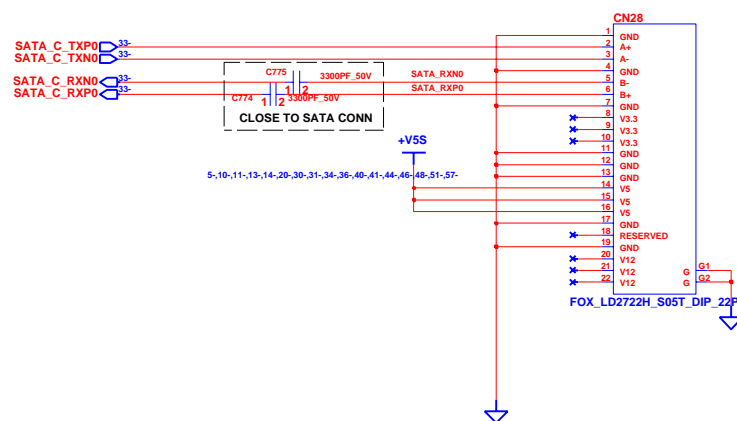 CN28
1 GND
SATA_C_TXP0 33- 2 A+
SATA_C_TXN0 33- 3 A-
4 GND
SATA_C_RXN0 33- C775 1 2 3300PF_50V SATA_RXN0 5 B-
SATA_C_RXP0 33- C774 1 2 3300PF_50V SATA_RXP0 6 B+
7 GND
CLOSE TO SATA CONN
8 V3.3
9 V3.3
10 V3.3
+V5S
11 GND
12 GND
5-,10-,11-,13-,14-,20-,30-,31-,34-,36-,40-,41-,44-,46-,48-,51-,57-
13 GND
14 V5
15 V5
16 V5
17 GND
18 RESERVED
19 GND
20 V12
21 V12 G G1
22 V12 G G2
FOX_LD2722H_S05T_DIP_22P